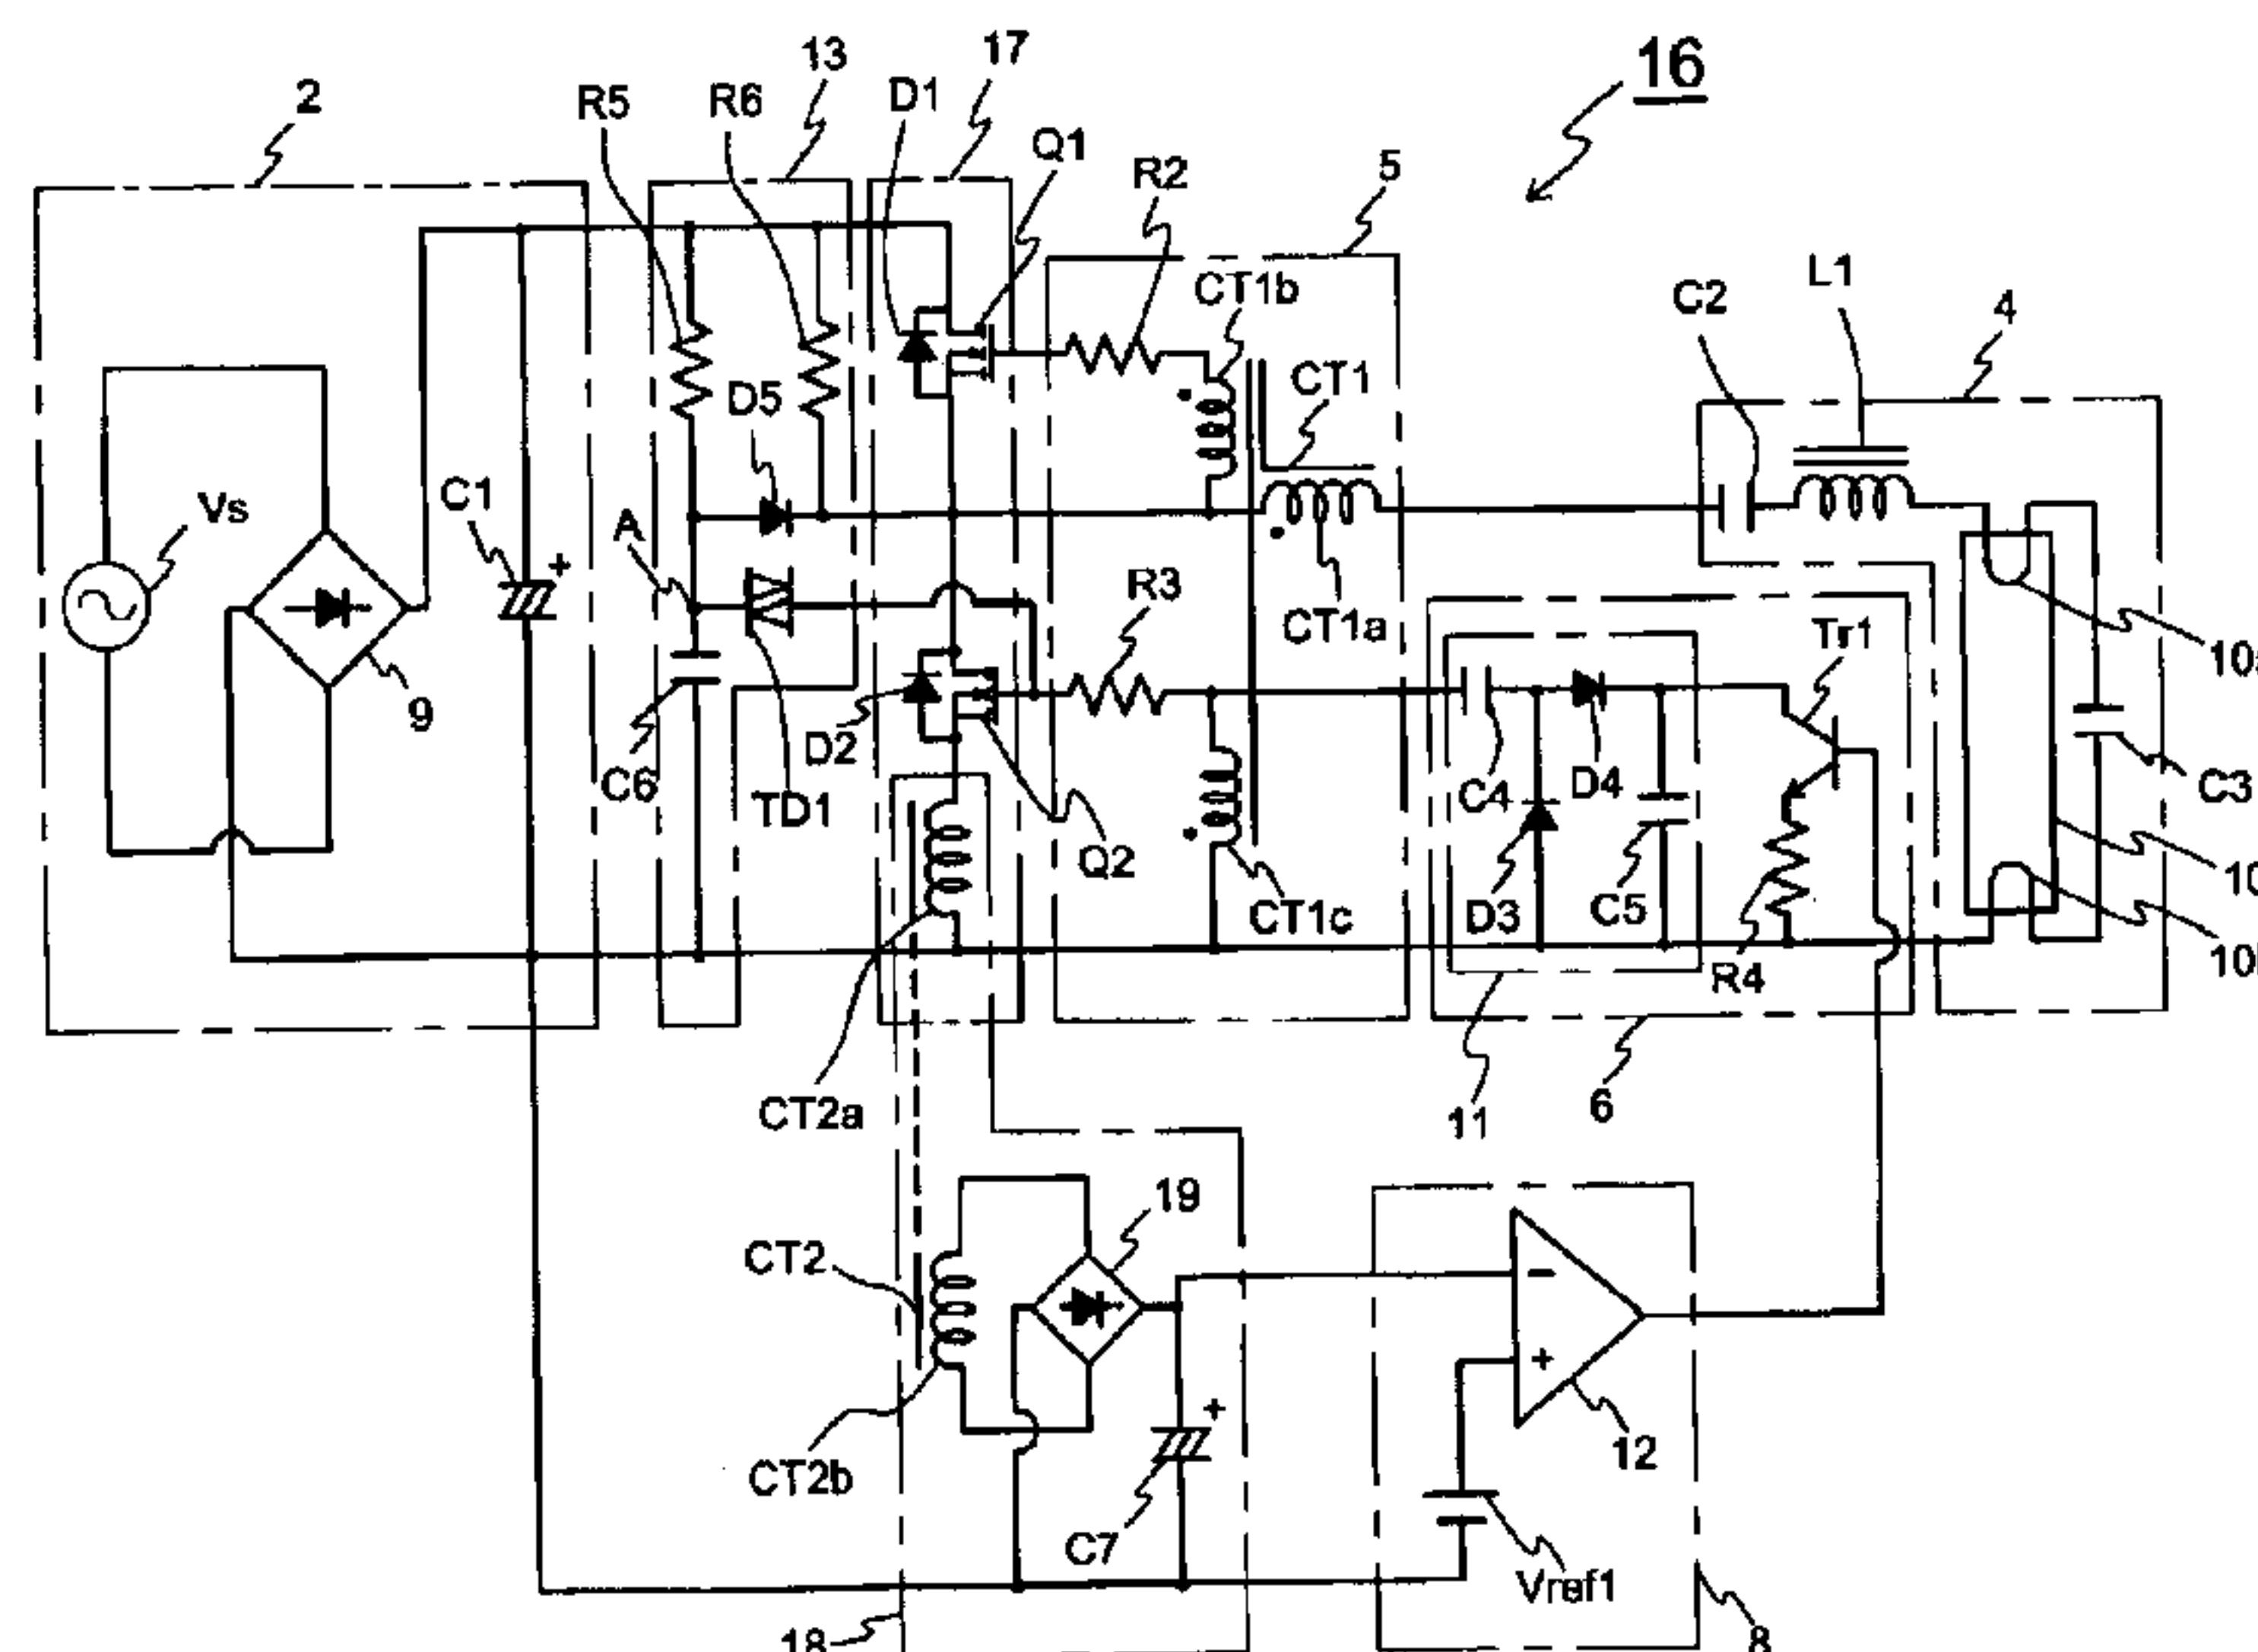 16
2
R5
R6
13
D1
17
Q1
R2
5
CT1b
CT1
C2
L1
4
Vs
C1
+
A
D5
CT1a
R3
Tr1
9
C6
TD1
D2
Q2
CT1c
C4
D3
D4
C5
R4
C3
CT2a
11
6
CT2
19
CT2b
C7
+
-
+
12
Vref1
18
8